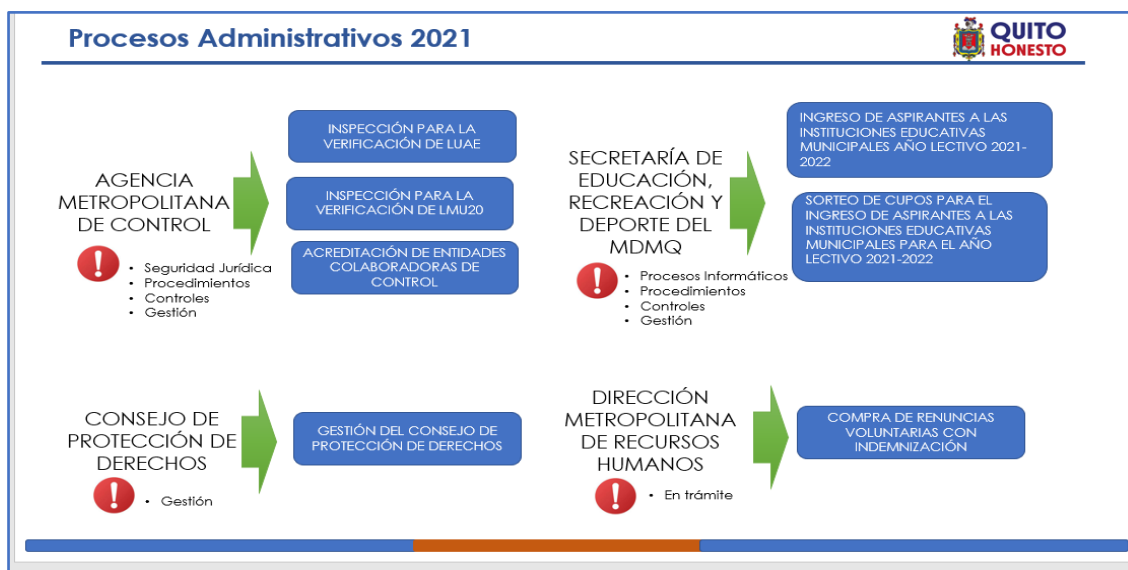 Procesos Administrativos 2021
QUITO
HONESTO
AGENCIA
METROPOLITANA
DE CONTROL
• Seguridad Jurídica
• Procedimientos
• Controles
• Gestión
INSPECCIÓN PARA LA
VERIFICACIÓN DE LUAE
INSPECCIÓN PARA LA
VERIFICACIÓN DE LMU20
ACREDITACIÓN DE ENTIDADES
COLABORADORAS DE
CONTROL
SECRETARÍA DE
EDUCACIÓN,
RECREACIÓN Y
DEPORTE DEL
MDMQ
• Procesos Informáticos
• Procedimientos
• Controles
• Gestión
INGRESO DE ASPIRANTES A LAS
INSTITUCIONES EDUCATIVAS
MUNICIPALES AÑO LECTIVO 2021-
2022
SORTEO DE CUPOS PARA EL
INGRESO DE ASPIRANTES A LAS
INSTITUCIONES EDUCATIVAS
MUNICIPALES PARA EL AÑO
LECTIVO 2021-2022
CONSEJO DE
PROTECCIÓN DE
DERECHOS
• Gestión
GESTIÓN DEL CONSEJO DE
PROTECCIÓN DE DERECHOS
DIRECCIÓN
METROPOLITANA
DE RECURSOS
HUMANOS
• En trámite
COMPRA DE RENUNCIAS
VOLUNTARIAS CON
INDEMNIZACIÓN